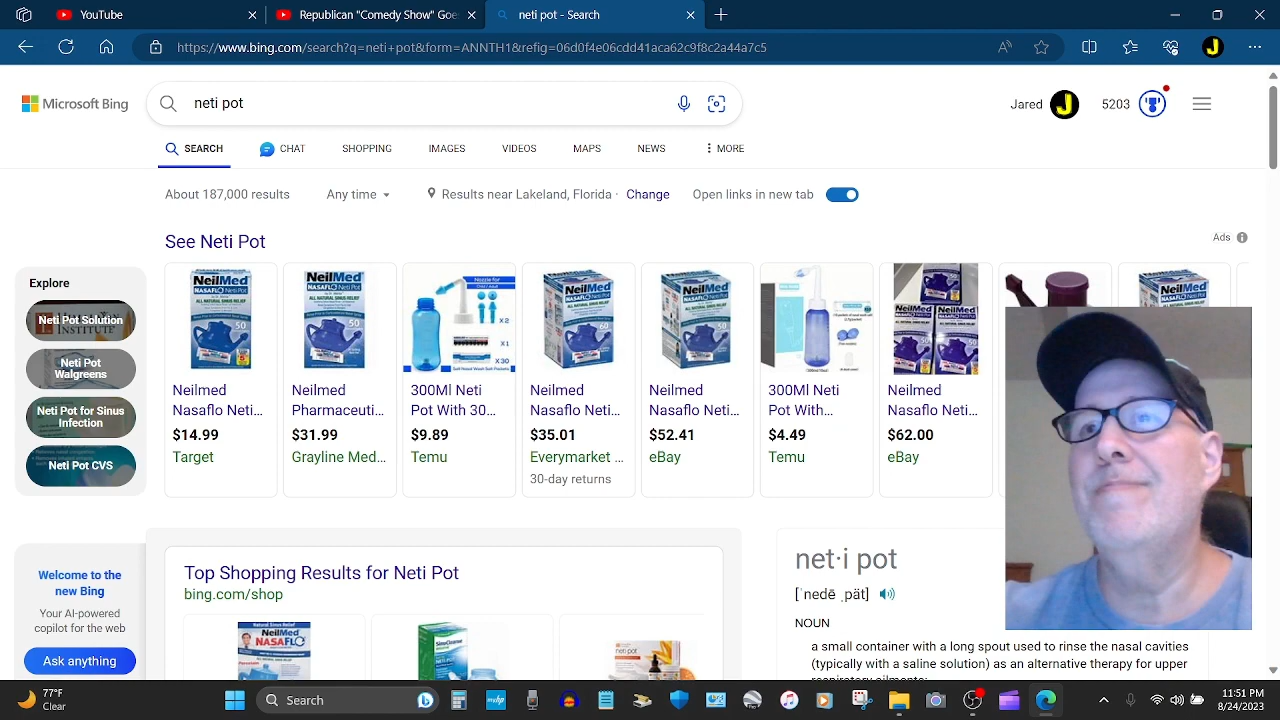 YouTube
Republican "Comedy Show" Goe:
neti pot - Search
https://www.bing.com/search?q=neti+pot&form=ANNTH1&refig=06d0f4e06cdd41aca62c9f8c2a44a7c5
Microsoft Bing
neti pot
Jared
5203
SEARCH
CHAT
SHOPPING
IMAGES
VIDEOS
MAPS
NEWS
MORE
About 187,000 results
Any time
Results near Lakeland, Florida ·
Change
Open links in new tab
See Neti Pot
Ads
Explore
Neti Pot Solution
Neti Pot
Walgreens
Neti Pot for Sinus
Infection
Neti Pot CVS
Neilmed
Nasaflo Neti...
$14.99
Target
Neilmed
Pharmaceuti...
$31.99
Grayline Med...
300Ml Neti
Pot With 30...
$9.89
Temu
Neilmed
Nasaflo Neti...
$35.01
Everymarket ...
30-day returns
Neilmed
Nasaflo Neti...
$52.41
eBay
300Ml Neti
Pot With...
$4.49
Temu
Neilmed
Nasaflo Neti...
$62.00
eBay
Welcome to the
new Bing
Your AI-powered
copilot for the web
Ask anything
Top Shopping Results for Neti Pot
bing.com/shop
NeilMed
NASAFLO
net·i pot
[ˈnedē ˌpät]
NOUN
a small container with a long spout used to rinse the nasal cavities
(typically with a saline solution) as an alternative therapy for upper
77°F
Clear
Search
11:51 PM
8/24/2023